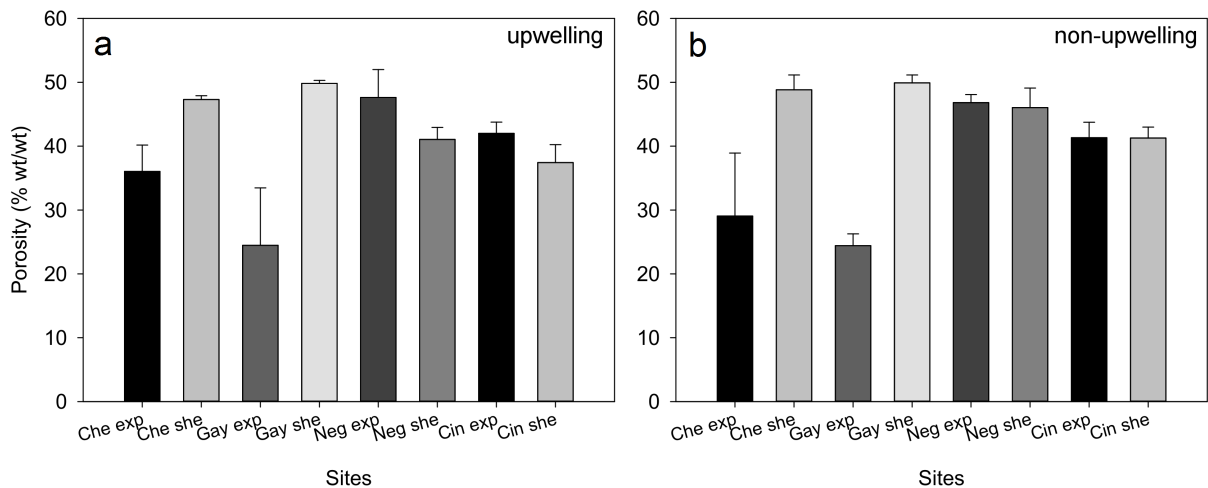 a
upwelling
Porosity (% wt/wt)
60
50
40
30
20
10
0
Che exp
Che she
Gay exp
Gay she
Neg exp
Neg she
Cin exp
Cin she
Sites
b
non-upwelling
60
50
40
30
20
10
0
Che exp
Che she
Gay exp
Gay she
Neg exp
Neg she
Cin exp
Cin she
Sites